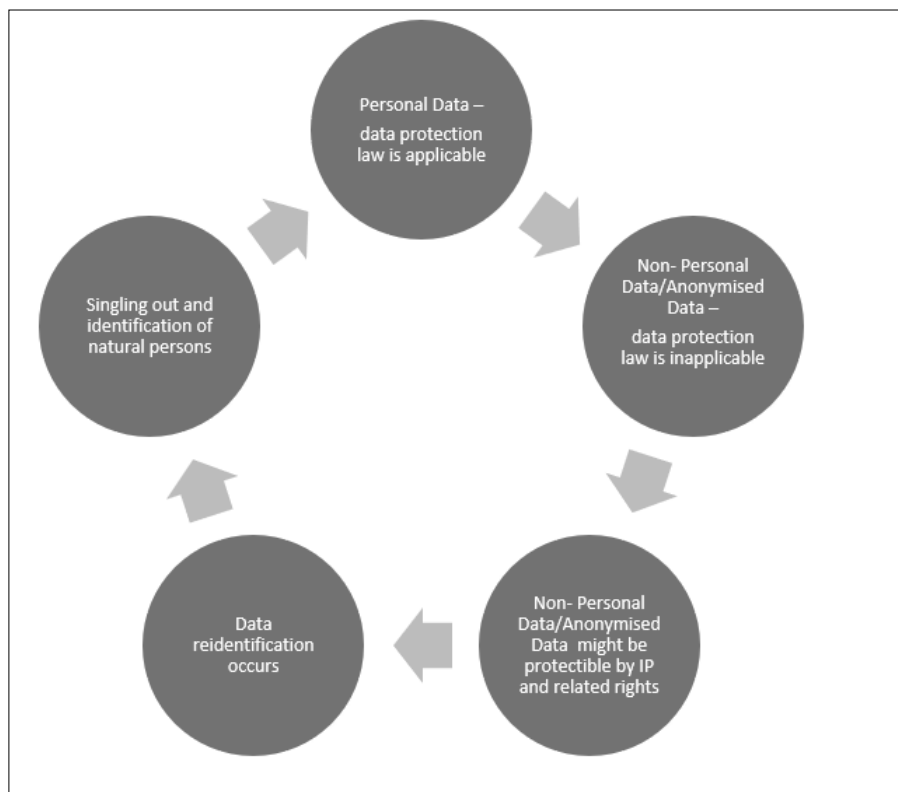 Personal Data –
data protection
law is applicable
Non- Personal
Data/Anonymised
Data –
data protection
law is inapplicable
Non- Personal
Data/Anonymised
Data might be
protectible by IP
and related rights
Data
reidentification
occurs
Singling out and
identification of
natural persons